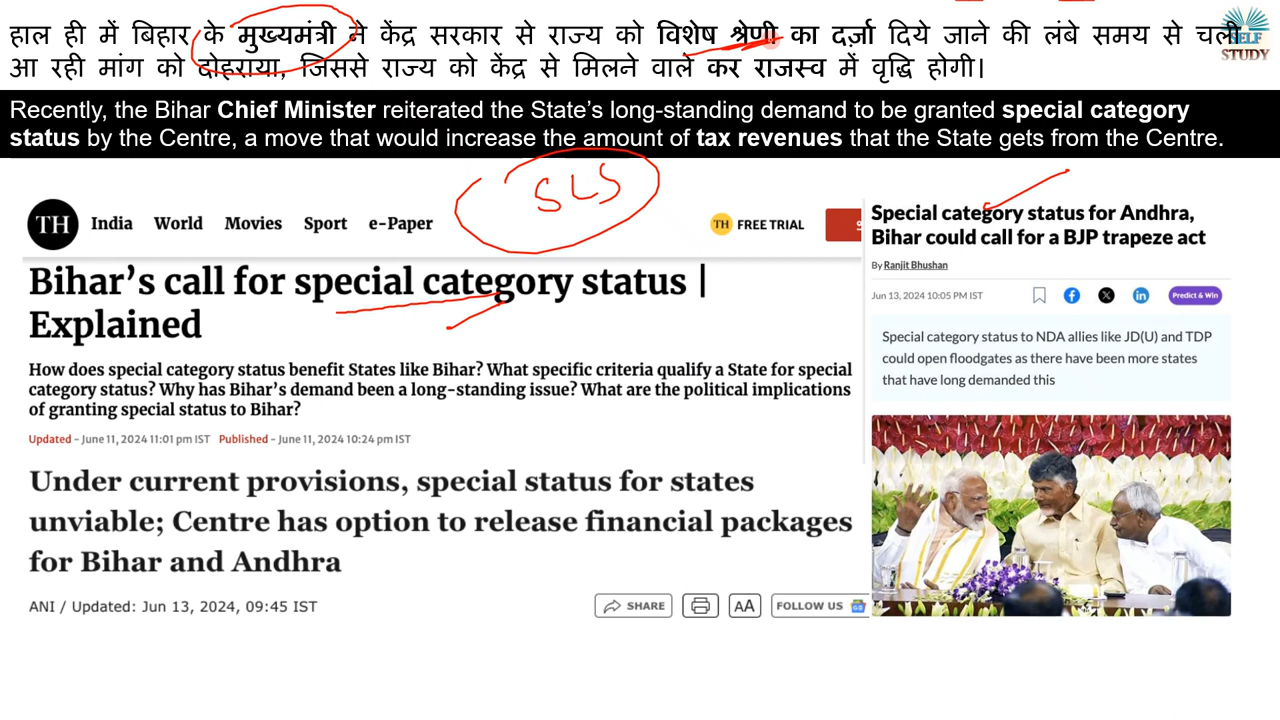 हाल ही में बिहार के मुख्यमंत्री ने केंद्र सरकार से राज्य को विशेष श्रेणी का दर्ज़ा दिये जाने की लंबे समय से चली
आ रही मांग को दोहराया, जिससे राज्य को केंद्र से मिलने वाले कर राजस्व में वृद्धि होगी।
SELF
STUDY
Recently, the Bihar Chief Minister reiterated the State's long-standing demand to be granted special category
status by the Centre, a move that would increase the amount of tax revenues that the State gets from the Centre.
TH India World Movies Sport e-Paper
TH FREE TRIAL
Bihar's call for special category status |
Explained
How does special category status benefit States like Bihar? What specific criteria qualify a State for special
category status? Why has Bihar's demand been a long-standing issue? What are the political implications
of granting special status to Bihar?
Updated - June 11, 2024 11:01 pm IST Published - June 11, 2024 10:24 pm IST
Under current provisions, special status for states
unviable; Centre has option to release financial packages
for Bihar and Andhra
ANI / Updated: Jun 13, 2024, 09:45 IST
SHARE AA FOLLOW US
Special category status for Andhra,
Bihar could call for a BJP trapeze act
By Ranjit Bhushan
Jun 13, 2024 10:05 PM IST
Predict & Win
Special category status to NDA allies like JD(U) and TDP
could open floodgates as there have been more states
that have long demanded this